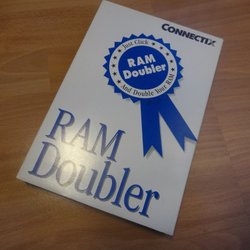 CONNECTIX
Just Click
RAM
Doubler
And Double Your RAM
RAM
Doubler